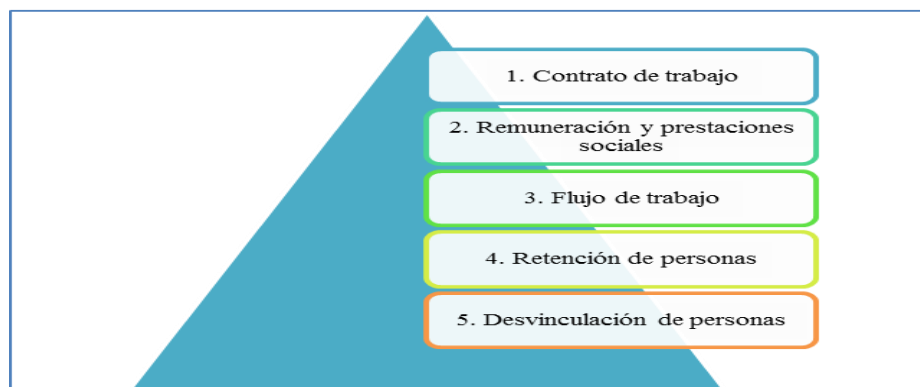 1. Contrato de trabajo
2. Remuneración y prestaciones
sociales
3. Flujo de trabajo
4. Retención de personas
5. Desvinculación de personas